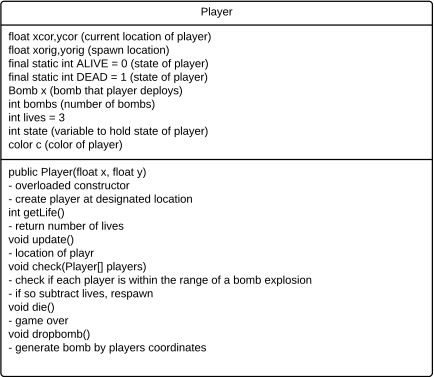 Player
float xcor,ycor (current location of player)
float xorig,yorig (spawn location)
final static int ALIVE = 0 (state of player)
final static int DEAD = 1 (state of player)
Bomb x (bomb that player deploys)
int bombs (number of bombs)
int lives = 3
int state (variable to hold state of player)
color c (color of player)
public Player(float x, float y)
- overloaded constructor
- create player at designated location
int getLife()
- return number of lives
void update()
- location of playr
void check(Player[] players)
- check if each player is within the range of a bomb explosion
- if so subtract lives, respawn
void die()
- game over
void dropbomb()
- generate bomb by players coordinates